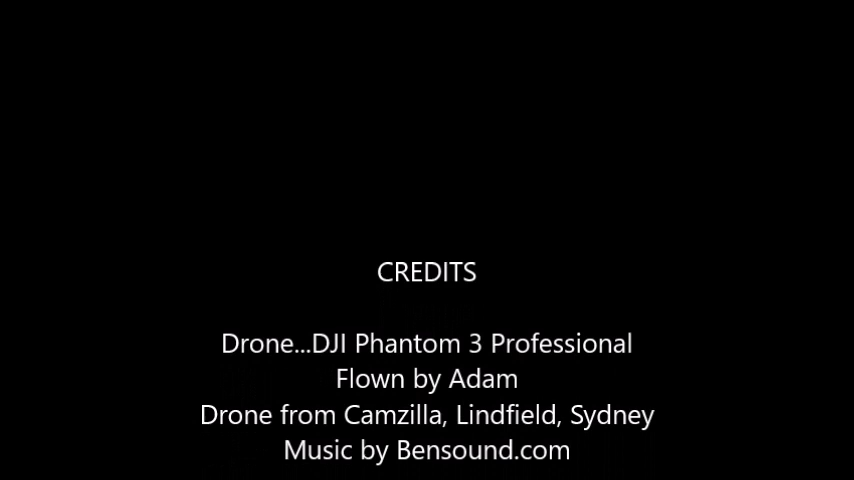 CREDITS
Drone...DJI Phantom 3 Professional
Flown by Adam
Drone from Camzilla, Lindfield, Sydney
Music by Bensound.com